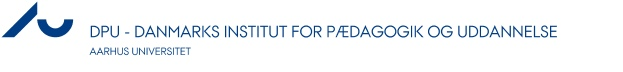 DPU - DANMARKS INSTITUT FOR PÆDAGOGIK OG UDDANNELSE
AARHUS UNIVERSITET